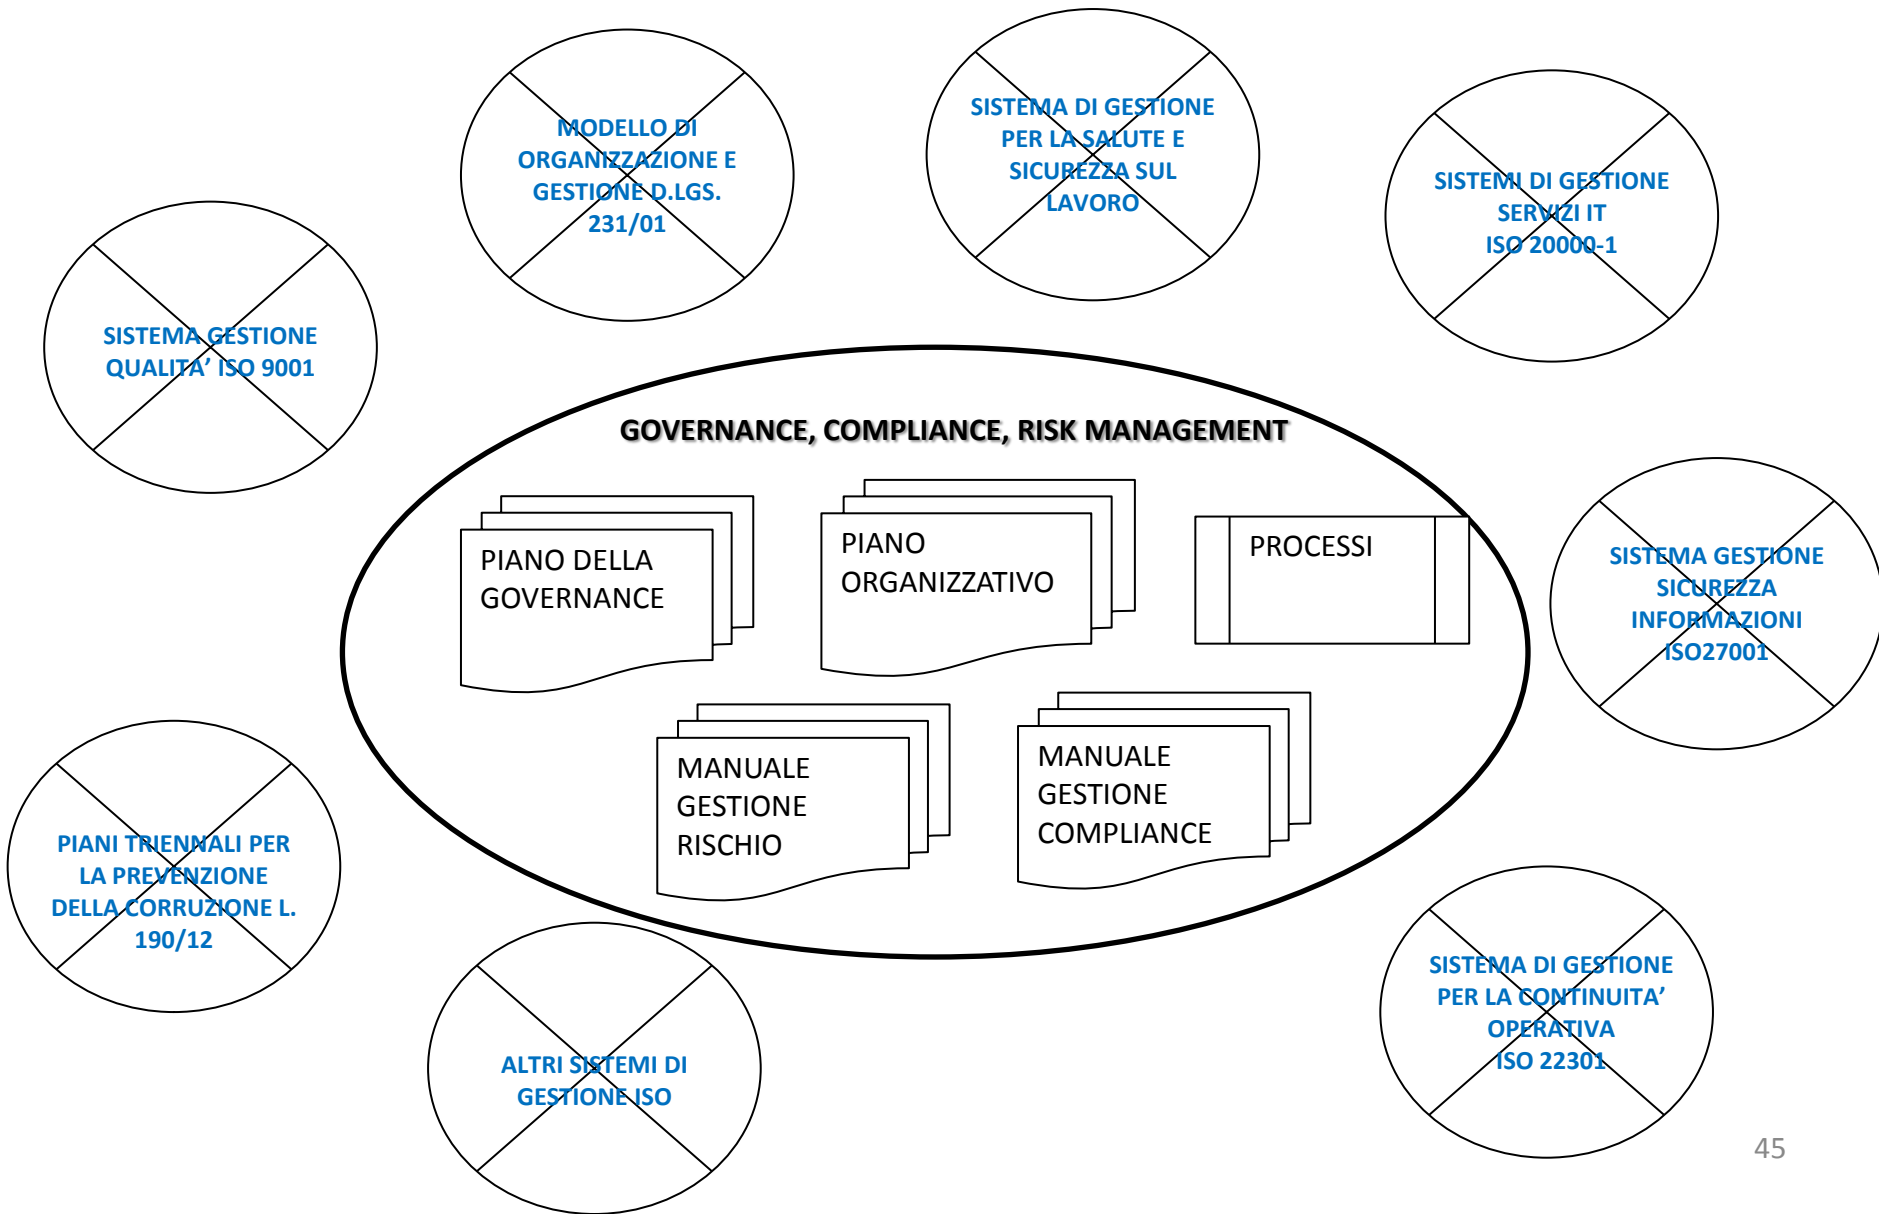 MODELLO DI
ORGANIZZAZIONE E
GESTIONE D.LGS.
231/01
SISTEMA DI GESTIONE
PER LA SALUTE E
SICUREZZA SUL
LAVORO
SISTEMI DI GESTIONE
SERVIZI IT
ISO 20000-1
SISTEMA GESTIONE
QUALITA’ ISO 9001
GOVERNANCE, COMPLIANCE, RISK MANAGEMENT
PIANO DELLA
GOVERNANCE
PIANO
ORGANIZZATIVO
PROCESSI
SISTEMA GESTIONE
SICUREZZA
INFORMAZIONI
ISO27001
MANUALE
GESTIONE
RISCHIO
MANUALE
GESTIONE
COMPLIANCE
PIANI TRIENNALI PER
LA PREVENZIONE
DELLA CORRUZIONE L.
190/12
ALTRI SISTEMI DI
GESTIONE ISO
SISTEMA DI GESTIONE
PER LA CONTINUITA’
OPERATIVA
ISO 22301
45